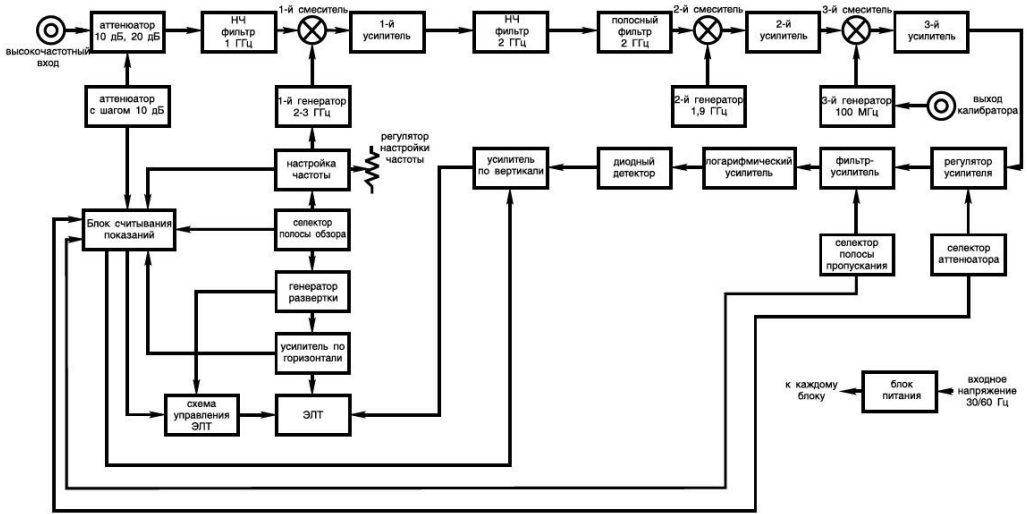 высокочастотный
вход
аттенюатор
10 дБ, 20 дБ
НЧ
фильтр
1 ГГц
1-й смеситель
1-й
усилитель
НЧ
фильтр
2 ГГц
полосный
фильтр
2 ГГц
2-й смеситель
2-й
усилитель
3-й смеситель
3-й
усилитель
аттенюатор
с шагом 10 дБ
1-й генератор
2-3 ГГц
2-й генератор
1,9 ГГц
3-й генератор
100 МГц
выход
калибратора
настройка
частоты
регулятор
настройки
частоты
усилитель
по вертикали
диодный
детектор
логарифмический
усилитель
фильтр-
усилитель
регулятор
усилителя
Блок считывания
показаний
селектор
полосы обзора
селектор
полосы
пропускания
селектор
аттенюатора
генератор
развертки
усилитель по
горизонтали
схема
управления
ЭЛТ
ЭЛТ
к каждому
блоку
блок
питания
входное
напряжение
30/60 Гц